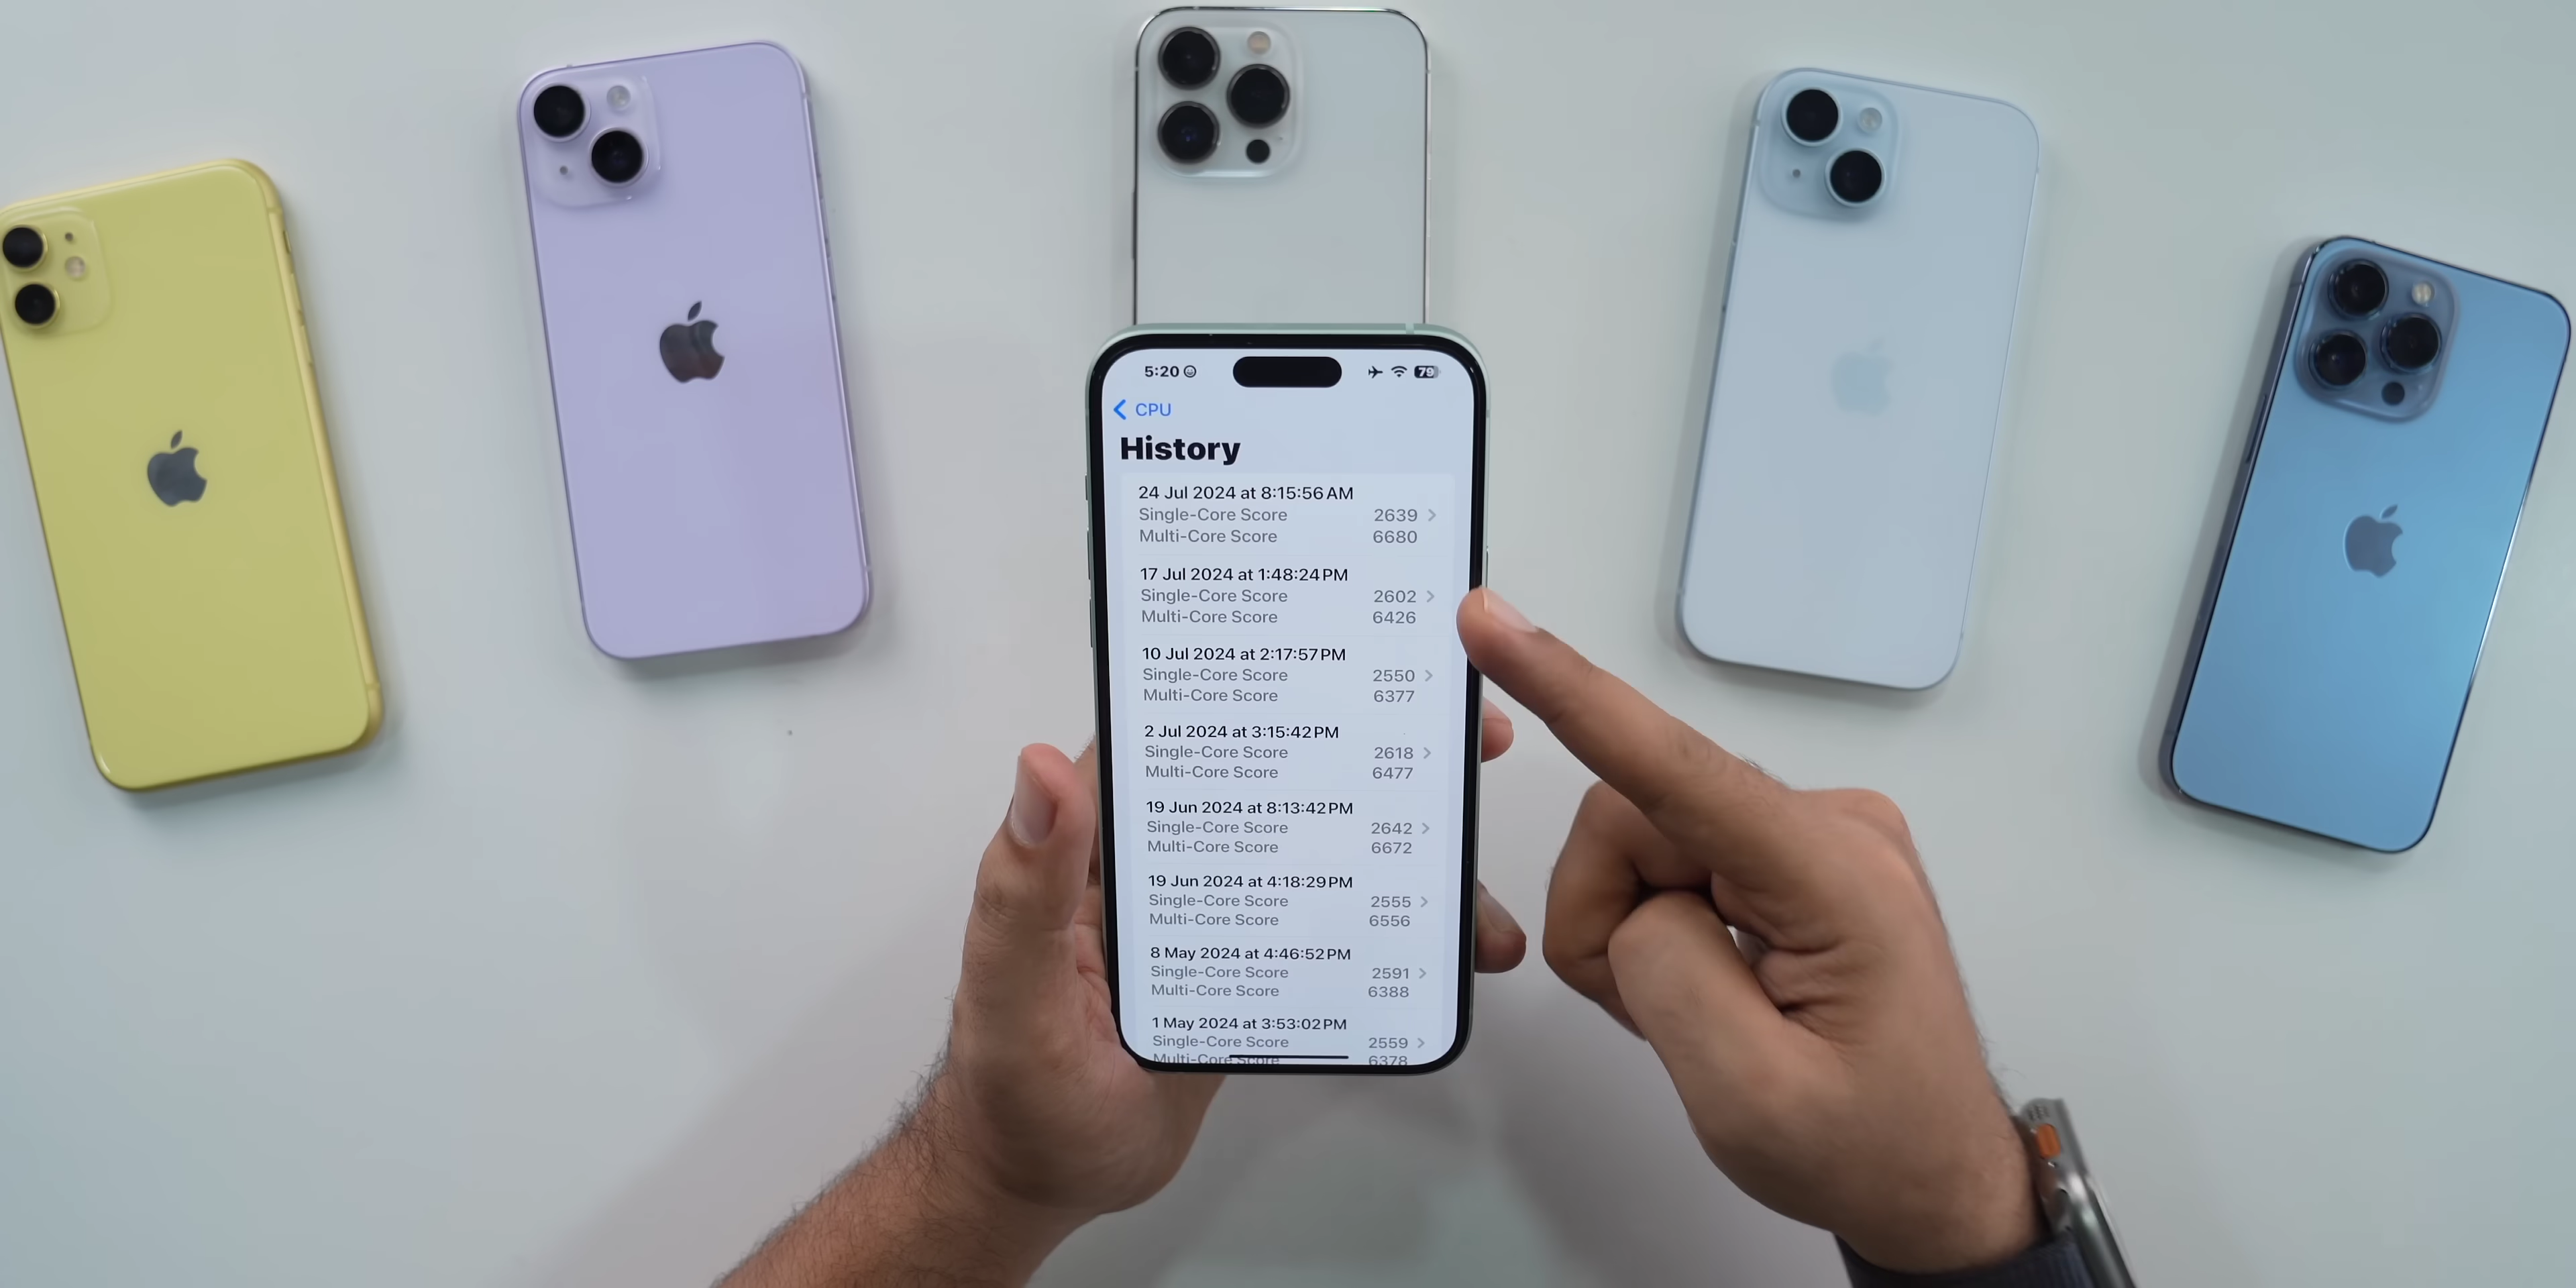 5:20 79
CPU
History
24 Jul 2024 at 8:15:56 AM
Single-Core Score 2639
Multi-Core Score 6680
17 Jul 2024 at 1:48:24 PM
Single-Core Score 2602
Multi-Core Score 6426
10 Jul 2024 at 2:17:57 PM
Single-Core Score 2550
Multi-Core Score 6377
2 Jul 2024 at 3:15:42 PM
Single-Core Score 2618
Multi-Core Score 6477
19 Jun 2024 at 8:13:42 PM
Single-Core Score 2642
Multi-Core Score 6672
19 Jun 2024 at 4:18:29 PM
Single-Core Score 2555
Multi-Core Score 6556
8 May 2024 at 4:46:52 PM
Single-Core Score 2591
Multi-Core Score 6388
1 May 2024 at 3:53:02 PM
Single-Core Score 2559
Multi-Core Score 6378